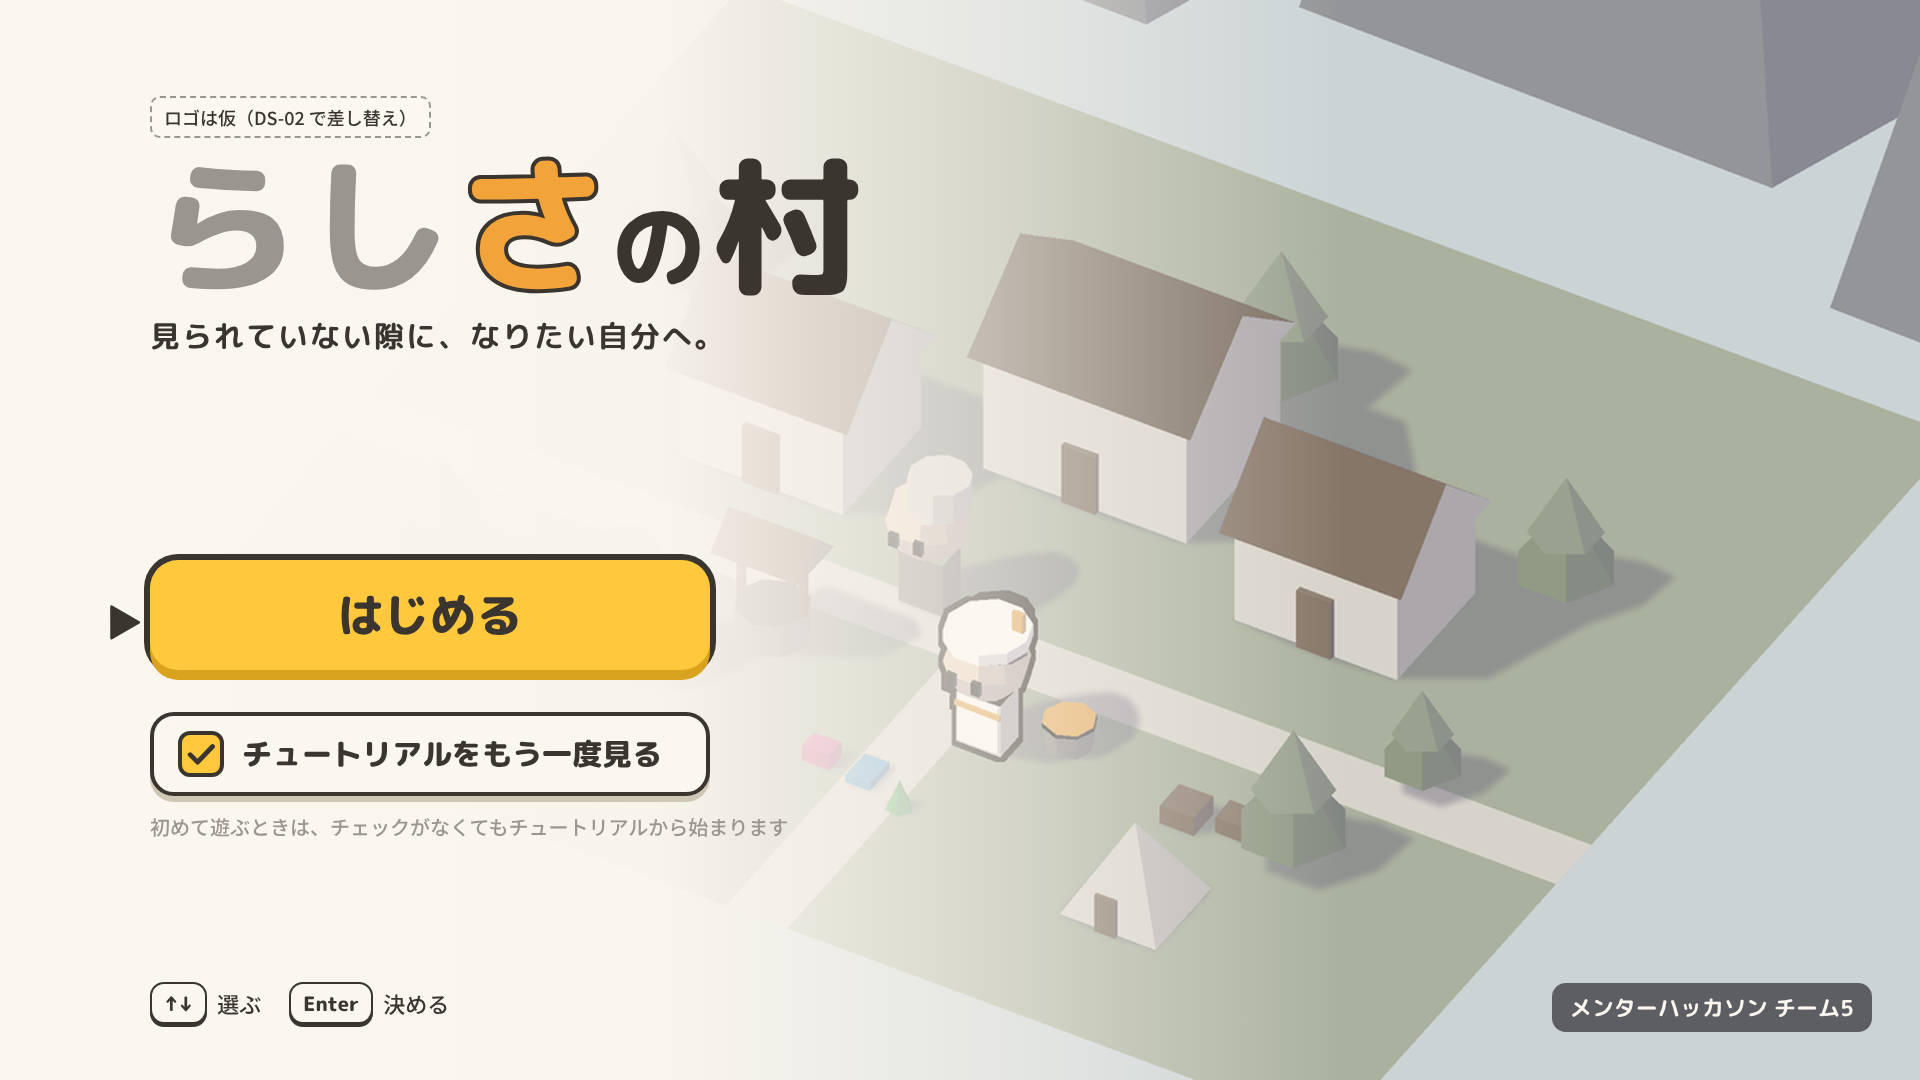 ロゴは仮（DS-02 で差し替え）
らしさの村
見られていない隙に、なりたい自分へ。
はじめる
チュートリアルをもう一度見る
初めて遊ぶときは、チェックがなくてもチュートリアルから始まります
↑↓ 選ぶ Enter 決める
メンターハッカソン チーム5